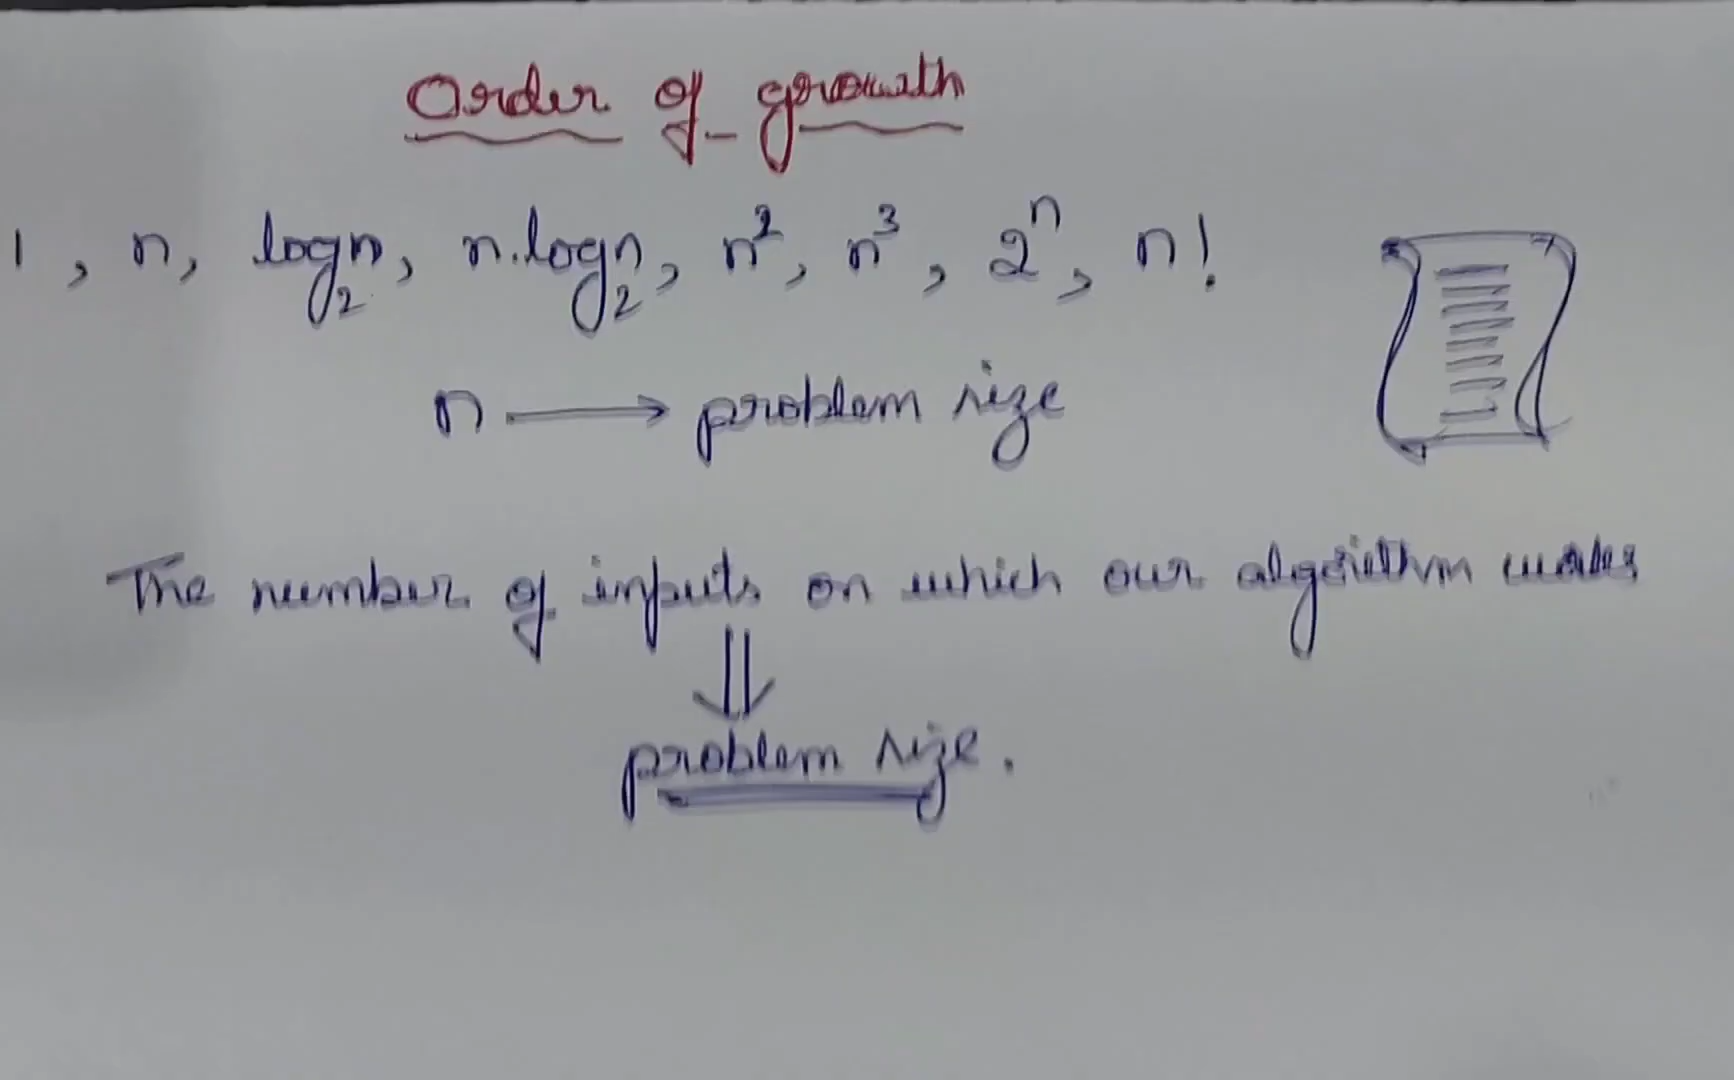 Order of growth
1, n, log₂n, n.log₂n, n², n³, 2ⁿ, n!
n → problem size
The number of inputs on which our algorithm works
⇓
problem size.